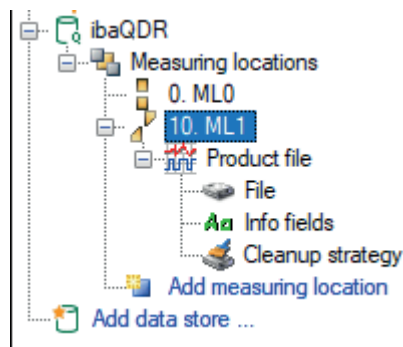 ibaQDR
Measuring locations
0. ML0
10. ML1
Product file
File
Aa Info fields
Cleanup strategy
Add measuring location
Add data store ...